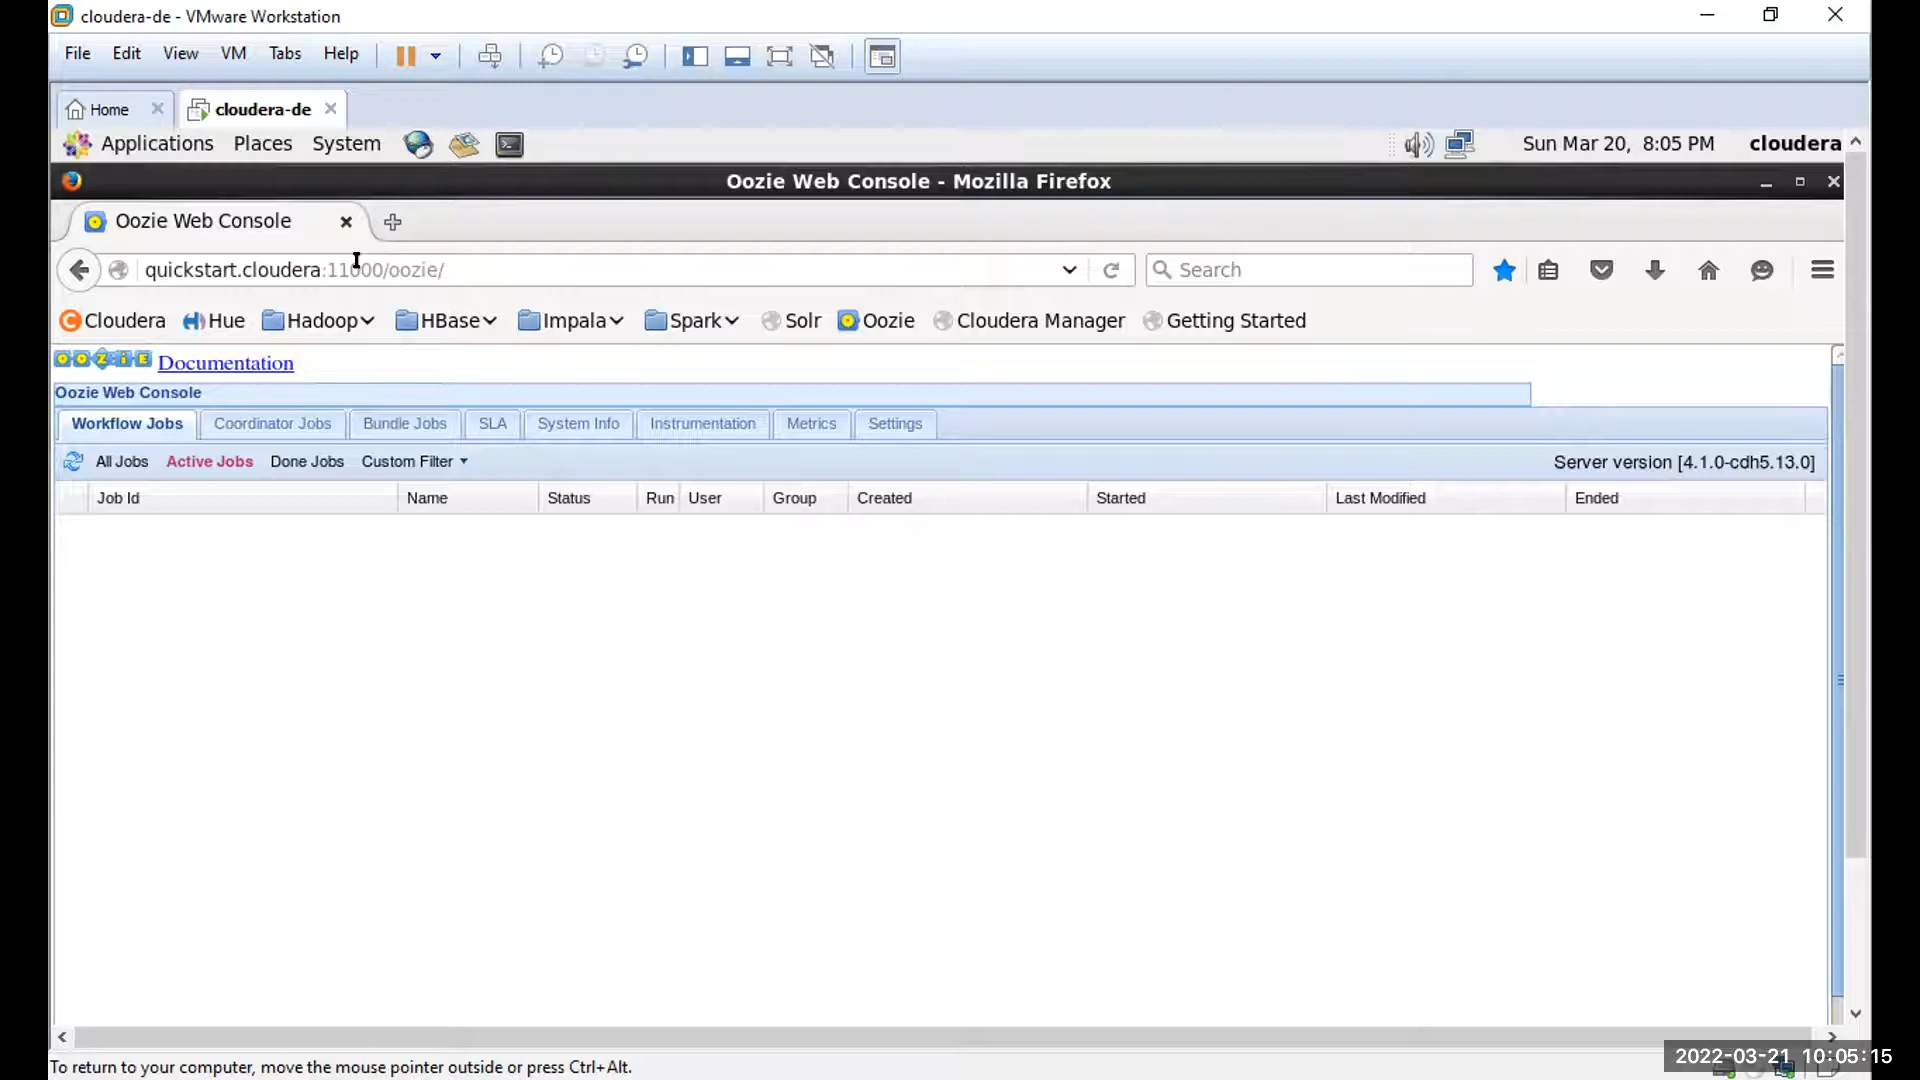 cloudera-de - VMware Workstation
File Edit View VM Tabs Help
Home cloudera-de
Applications Places System Sun Mar 20, 8:05 PM cloudera
Oozie Web Console - Mozilla Firefox
Oozie Web Console
quickstart.cloudera:11000/oozie/ Search
Cloudera Hue Hadoop HBase Impala Spark Solr Oozie Cloudera Manager Getting Started
OOZIE Documentation
Oozie Web Console
Workflow Jobs Coordinator Jobs Bundle Jobs SLA System Info Instrumentation Metrics Settings
All Jobs Active Jobs Done Jobs Custom Filter Server version [4.1.0-cdh5.13.0]
Job Id Name Status Run User Group Created Started Last Modified Ended
2022-03-21 10:05:15
To return to your computer, move the mouse pointer outside or press Ctrl+Alt.